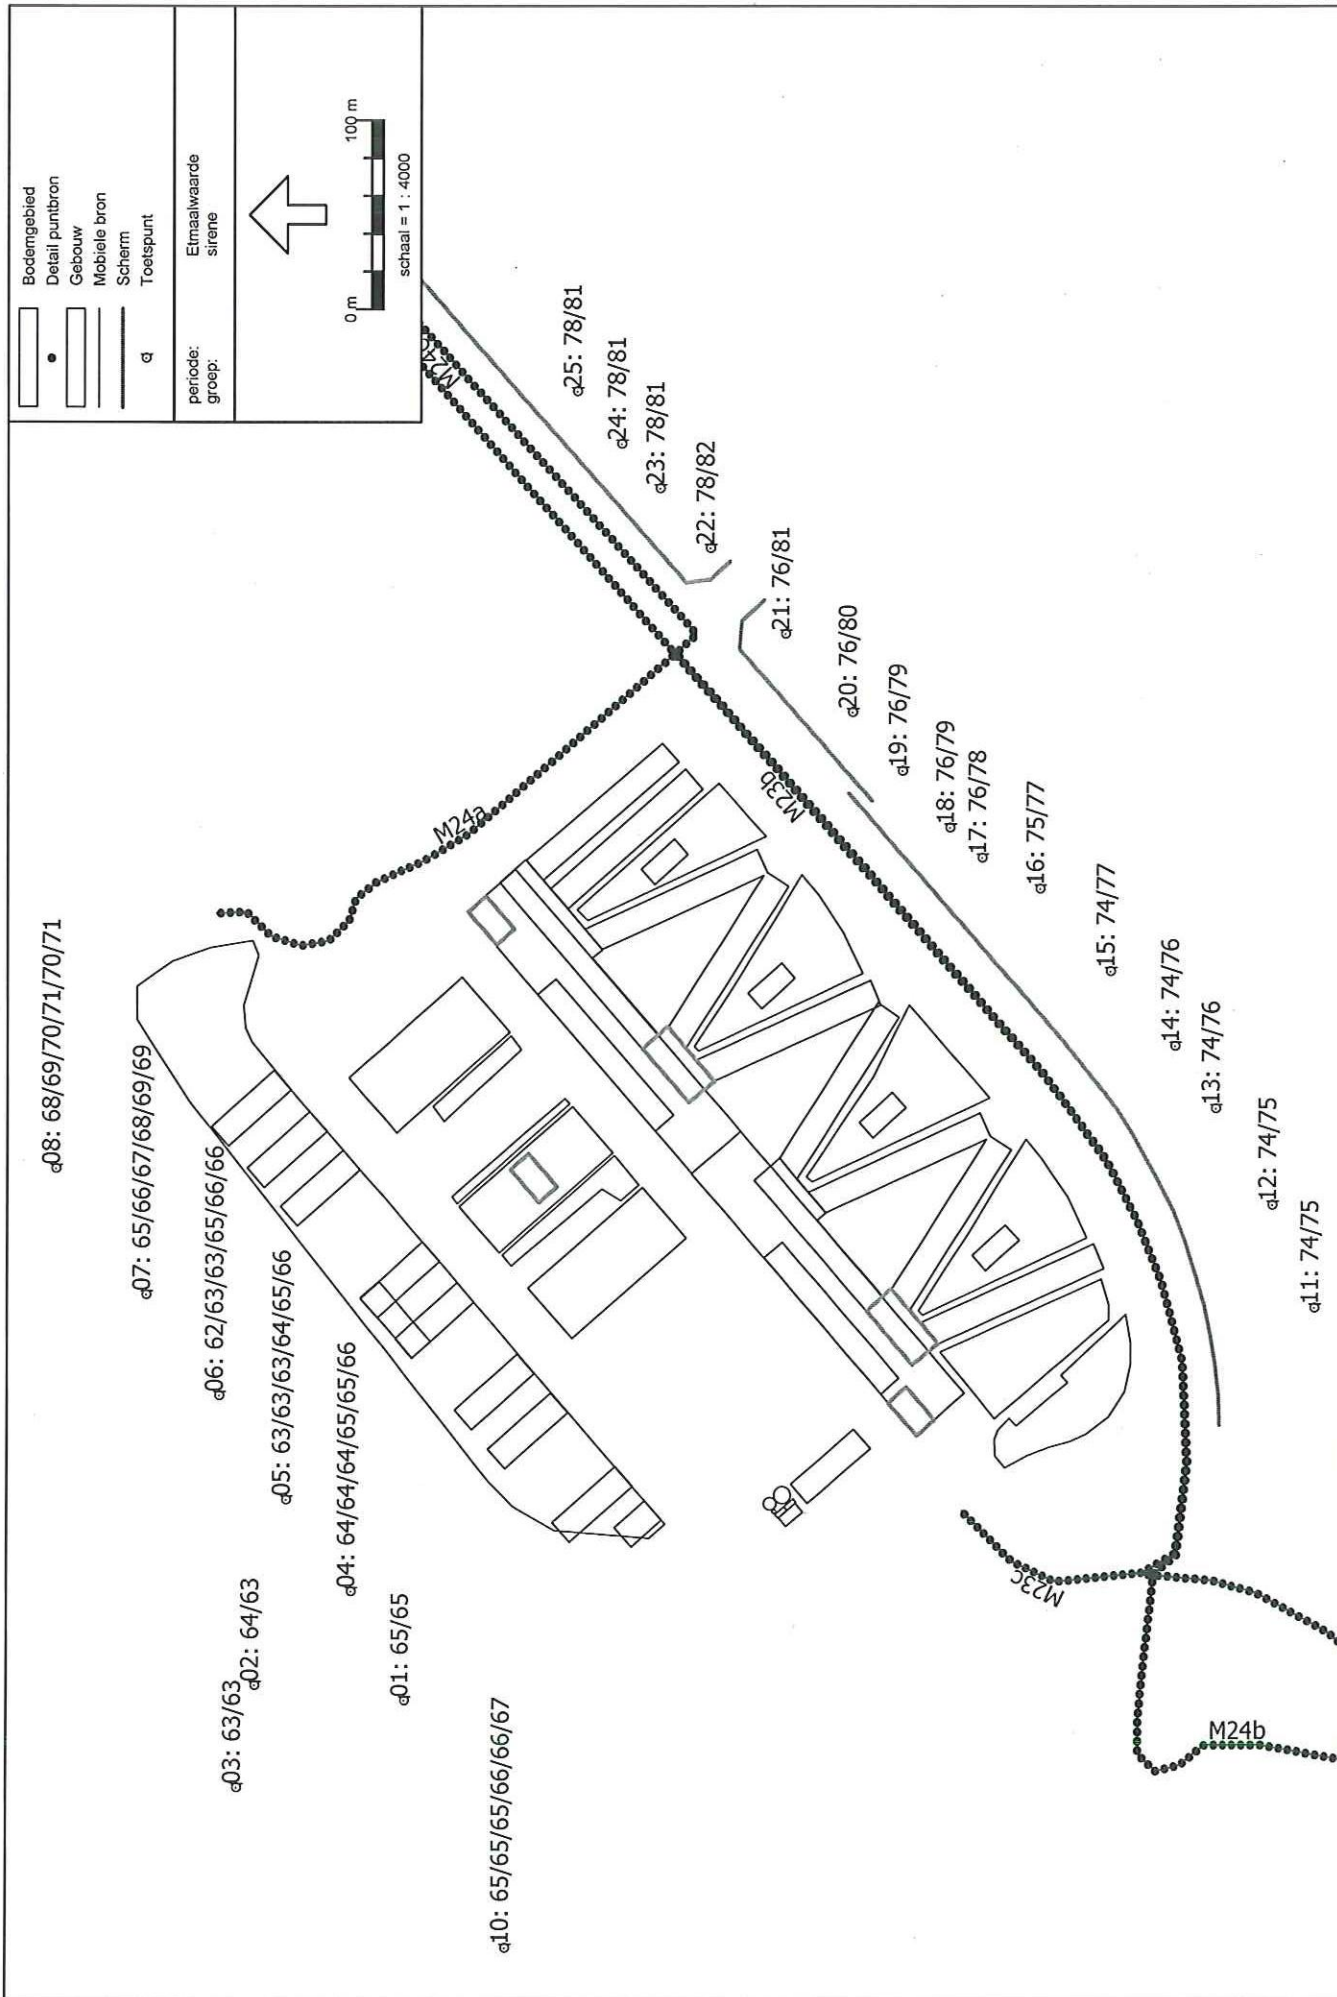 Bodemgebied
Detail puntbron
Gebouw
Mobiele bron
Scherm
Toetspunt
periode: Etmaalwaarde
groep: sirene
0 m 100 m
schaal = 1 : 4000
08: 68/69/70/71/70/71
07: 65/66/67/68/69/69
06: 62/63/63/65/66/66
05: 63/63/63/64/65/66
04: 64/64/64/65/65/66
03: 63/63
02: 64/63
01: 65/65
10: 65/65/65/66/66/67
M24a
M23b
M23c
M24b
25: 78/81
24: 78/81
23: 78/81
22: 78/82
21: 76/81
20: 76/80
19: 76/79
18: 76/79
17: 76/78
16: 75/77
15: 74/77
14: 74/76
13: 74/76
12: 74/75
11: 74/75